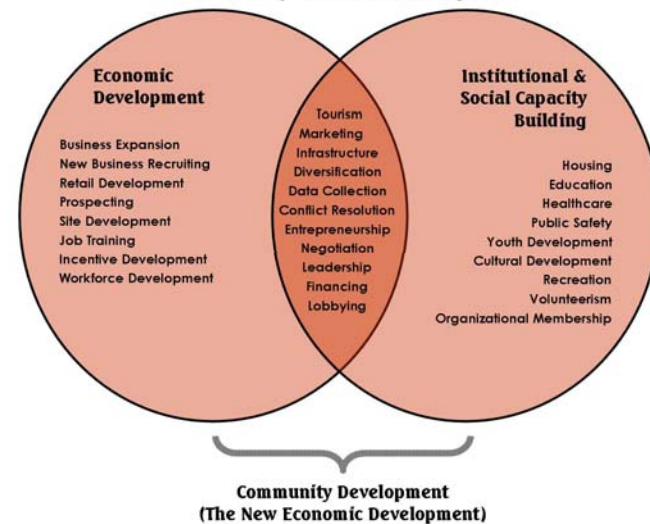 Economic
Development
Business Expansion
New Business Recruiting
Retail Development
Prospecting
Site Development
Job Training
Incentive Development
Workforce Development
Tourism
Marketing
Infrastructure
Diversification
Data Collection
Conflict Resolution
Entrepreneurship
Negotiation
Leadership
Financing
Lobbying
Institutional &
Social Capacity
Building
Housing
Education
Healthcare
Public Safety
Youth Development
Cultural Development
Recreation
Volunteerism
Organizational Membership
Community Development
(The New Economic Development)